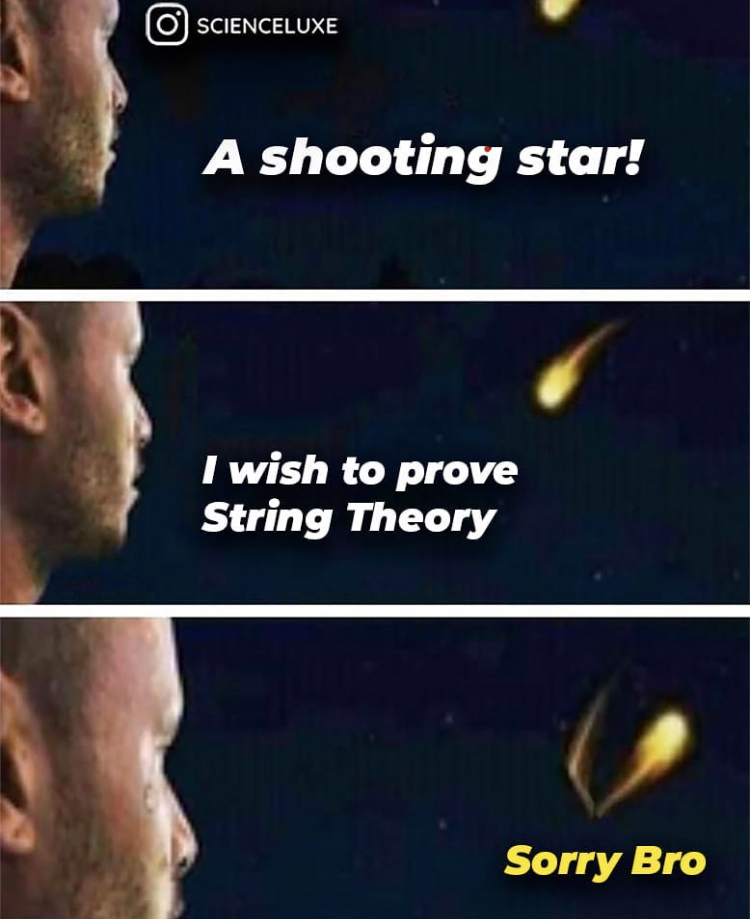 SCIENCELUXE
A shooting star!
I wish to prove
String Theory
Sorry Bro